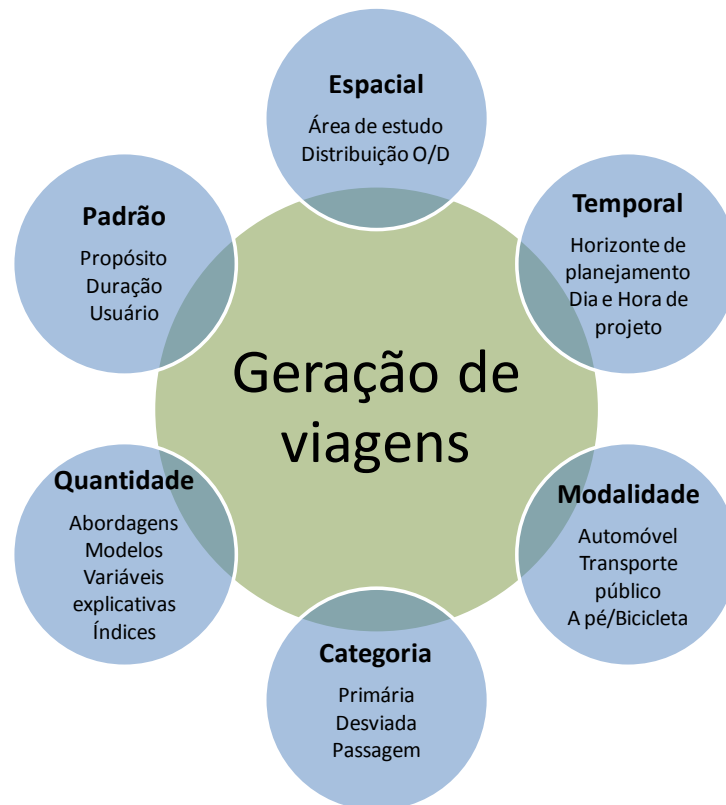 Espacial
Área de estudo
Distribuição O/D
Temporal
Horizonte de
planejamento
Dia e Hora de
projeto
Modalidade
Automóvel
Transporte
público
A pé/Bicicleta
Categoria
Primária
Desviada
Passagem
Quantidade
Abordagens
Modelos
Variáveis
explicativas
Índices
Padrão
Propósito
Duração
Usuário
Geração de
viagens